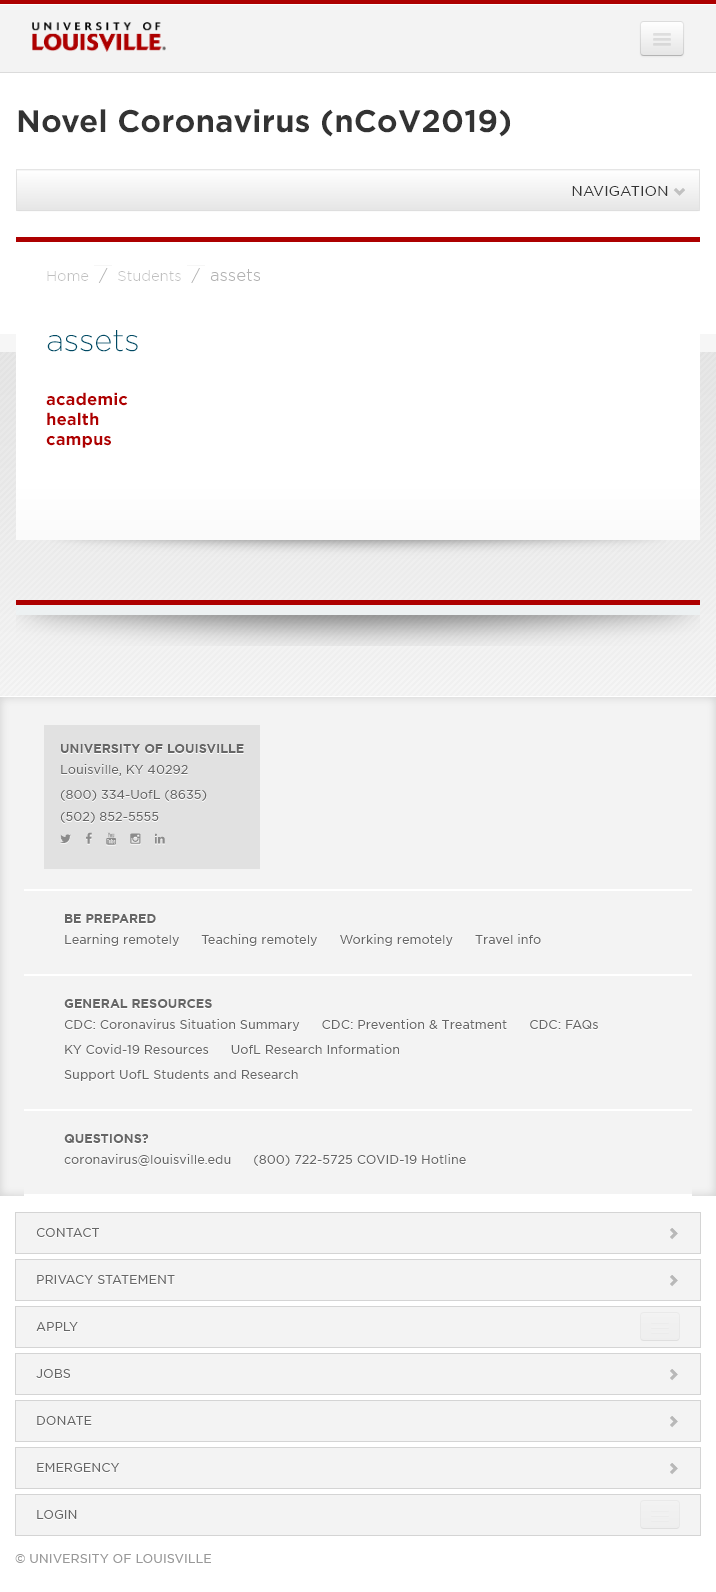 UNIVERSITY OF
LOUISVILLE.
Novel Coronavirus (nCoV2019)
NAVIGATION
Home / Students / assets
assets
academic
health
campus
UNIVERSITY OF LOUISVILLE
Louisville, KY 40292
(800) 334-UofL (8635)
(502) 852-5555
BE PREPARED
Learning remotely Teaching remotely Working remotely Travel info
GENERAL RESOURCES
CDC: Coronavirus Situation Summary CDC: Prevention & Treatment CDC: FAQs
KY Covid-19 Resources UofL Research Information
Support UofL Students and Research
QUESTIONS?
coronavirus@louisville.edu (800) 722-5725 COVID-19 Hotline
CONTACT
PRIVACY STATEMENT
APPLY
JOBS
DONATE
EMERGENCY
LOGIN
© UNIVERSITY OF LOUISVILLE